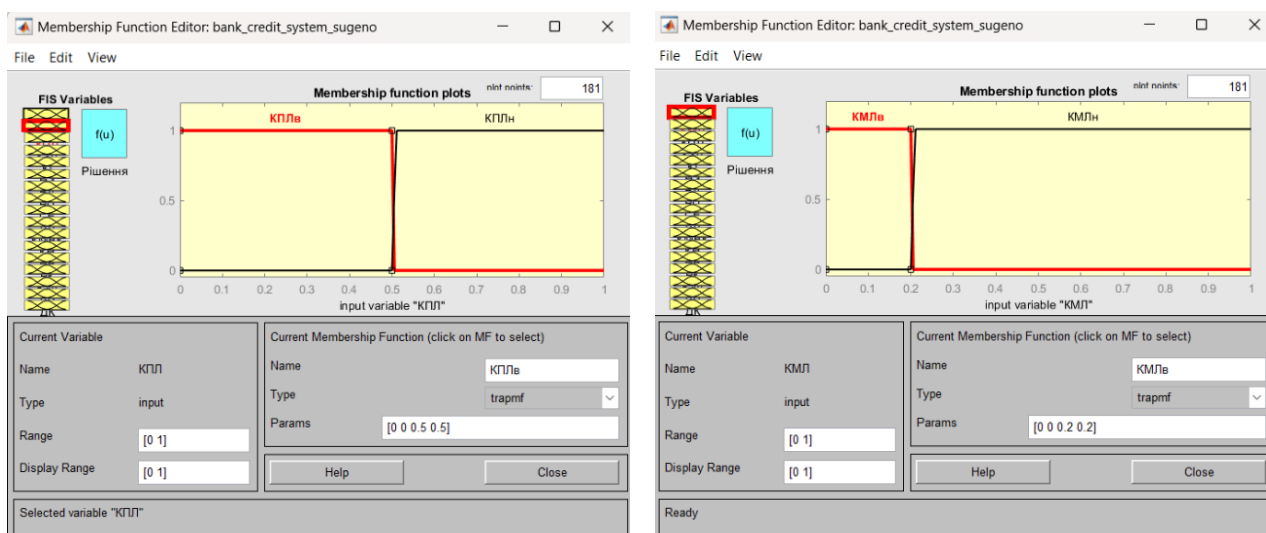 Membership Function Editor: bank_credit_system_sugeno
File Edit View
FIS Variables
f(u)
Рішення
ДК
Membership function plots
plot points:
181
КПЛв
КПЛн
1
0.5
0
0 0.1 0.2 0.3 0.4 0.5 0.6 0.7 0.8 0.9 1
input variable "КПЛ"
Current Variable
Name КПЛ
Type input
Range [0 1]
Display Range [0 1]
Current Membership Function (click on MF to select)
Name КПЛв
Type trapmf
Params [0 0 0.5 0.5]
Help
Close
Selected variable "КПЛ"
Membership Function Editor: bank_credit_system_sugeno
File Edit View
FIS Variables
f(u)
Рішення
ДК
Membership function plots
plot points:
181
КМЛв
КМЛн
1
0.5
0
0 0.1 0.2 0.3 0.4 0.5 0.6 0.7 0.8 0.9 1
input variable "КМЛ"
Current Variable
Name КМЛ
Type input
Range [0 1]
Display Range [0 1]
Current Membership Function (click on MF to select)
Name КМЛв
Type trapmf
Params [0 0 0.2 0.2]
Help
Close
Ready